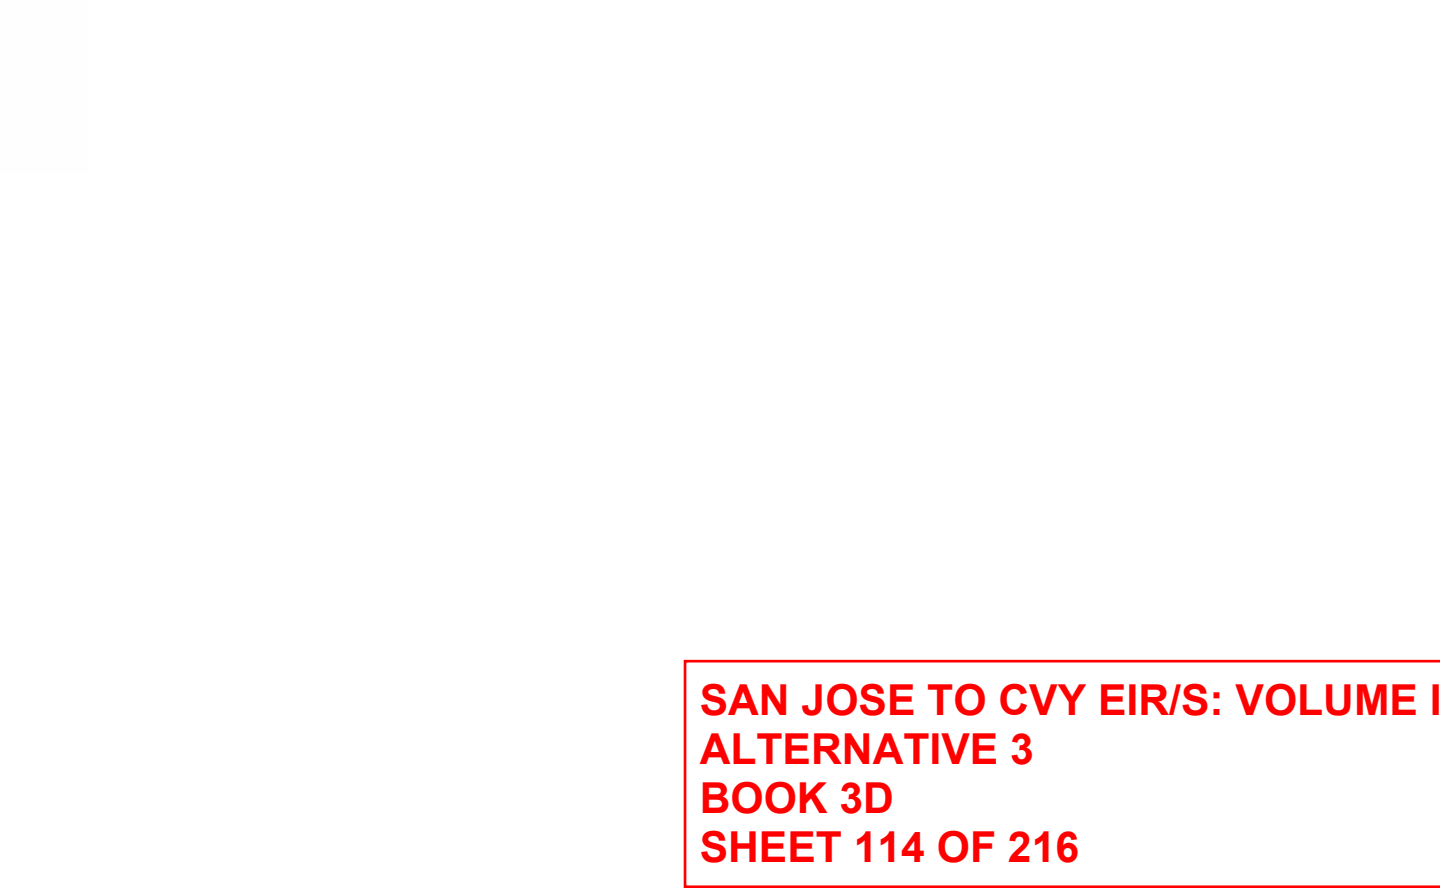 SAN JOSE TO CVY EIR/S: VOLUME
ALTERNATIVE 3
BOOK 3D
SHEET 114 OF 216